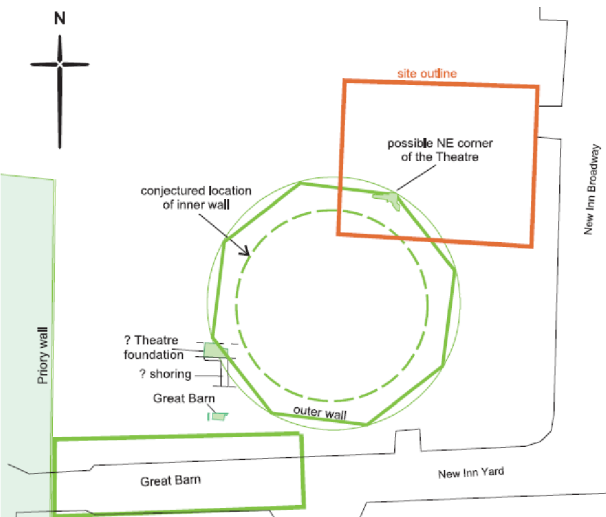 N
site outline
possible NE corner
of the Theatre
New Inn Broadway
conjectured location
of inner wall
Priory wall
? Theatre
foundation
? shoring
Great Barn
outer wall
Great Barn
New Inn Yard